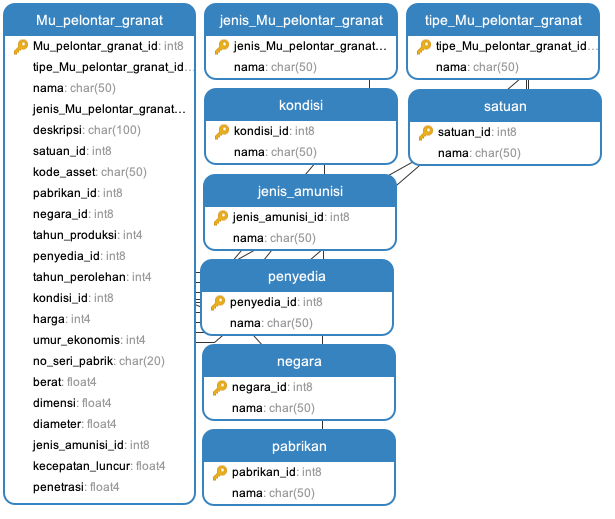 Mu_pelontar_granat
Mu_pelontar_granat_id: int8
tipe_Mu_pelontar_granat_id...
nama: char(50)
jenis_Mu_pelontar_granat...
deskripsi: char(100)
satuan_id: int8
kode_asset: char(50)
pabrikan_id: int8
negara_id: int8
tahun_produksi: int4
penyedia_id: int8
tahun_perolehan: int4
kondisi_id: int8
harga: int4
umur_ekonomis: int4
no_seri_pabrik: char(20)
berat: float4
dimensi: float4
diameter: float4
jenis_amunisi_id: int8
kecepatan_luncur: float4
penetrasi: float4
jenis_Mu_pelontar_granat
jenis_Mu_pelontar_granat...
nama: char(50)
tipe_Mu_pelontar_granat
tipe_Mu_pelontar_granat_id...
nama: char(50)
kondisi
kondisi_id: int8
nama: char(50)
satuan
satuan_id: int8
nama: char(50)
jenis_amunisi
jenis_amunisi_id: int8
nama: char(50)
penyedia
penyedia_id: int8
nama: char(50)
negara
negara_id: int8
nama: char(50)
pabrikan
pabrikan_id: int8
nama: char(50)